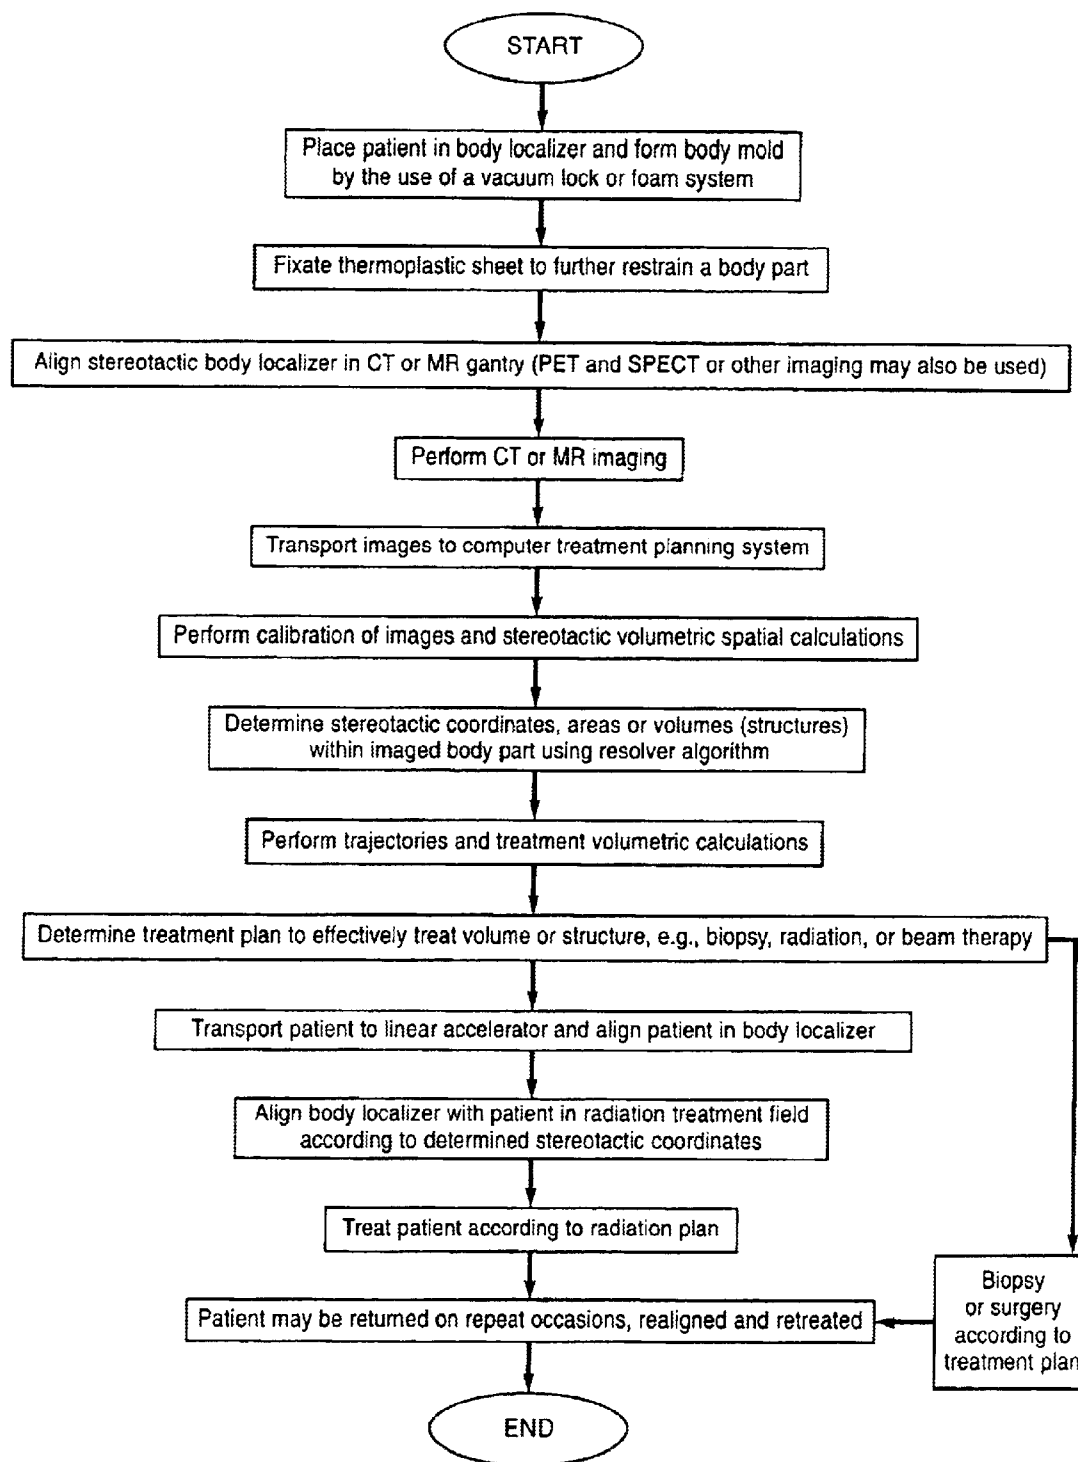 START
Place patient in body localizer and form body mold
by the use of a vacuum lock or foam system
Fixate thermoplastic sheet to further restrain a body part
Align stereotactic body localizer in CT or MR gantry (PET and SPECT or other imaging may also be used)
Perform CT or MR imaging
Transport images to computer treatment planning system
Perform calibration of images and stereotactic volumetric spatial calculations
Determine stereotactic coordinates, areas or volumes (structures)
within imaged body part using resolver algorithm
Perform trajectories and treatment volumetric calculations
Determine treatment plan to effectively treat volume or structure, e.g., biopsy, radiation, or beam therapy
Transport patient to linear accelerator and align patient in body localizer
Align body localizer with patient in radiation treatment field
according to determined stereotactic coordinates
Treat patient according to radiation plan
Biopsy
or surgery
according to
treatment plan
Patient may be returned on repeat occasions, realigned and retreated
END